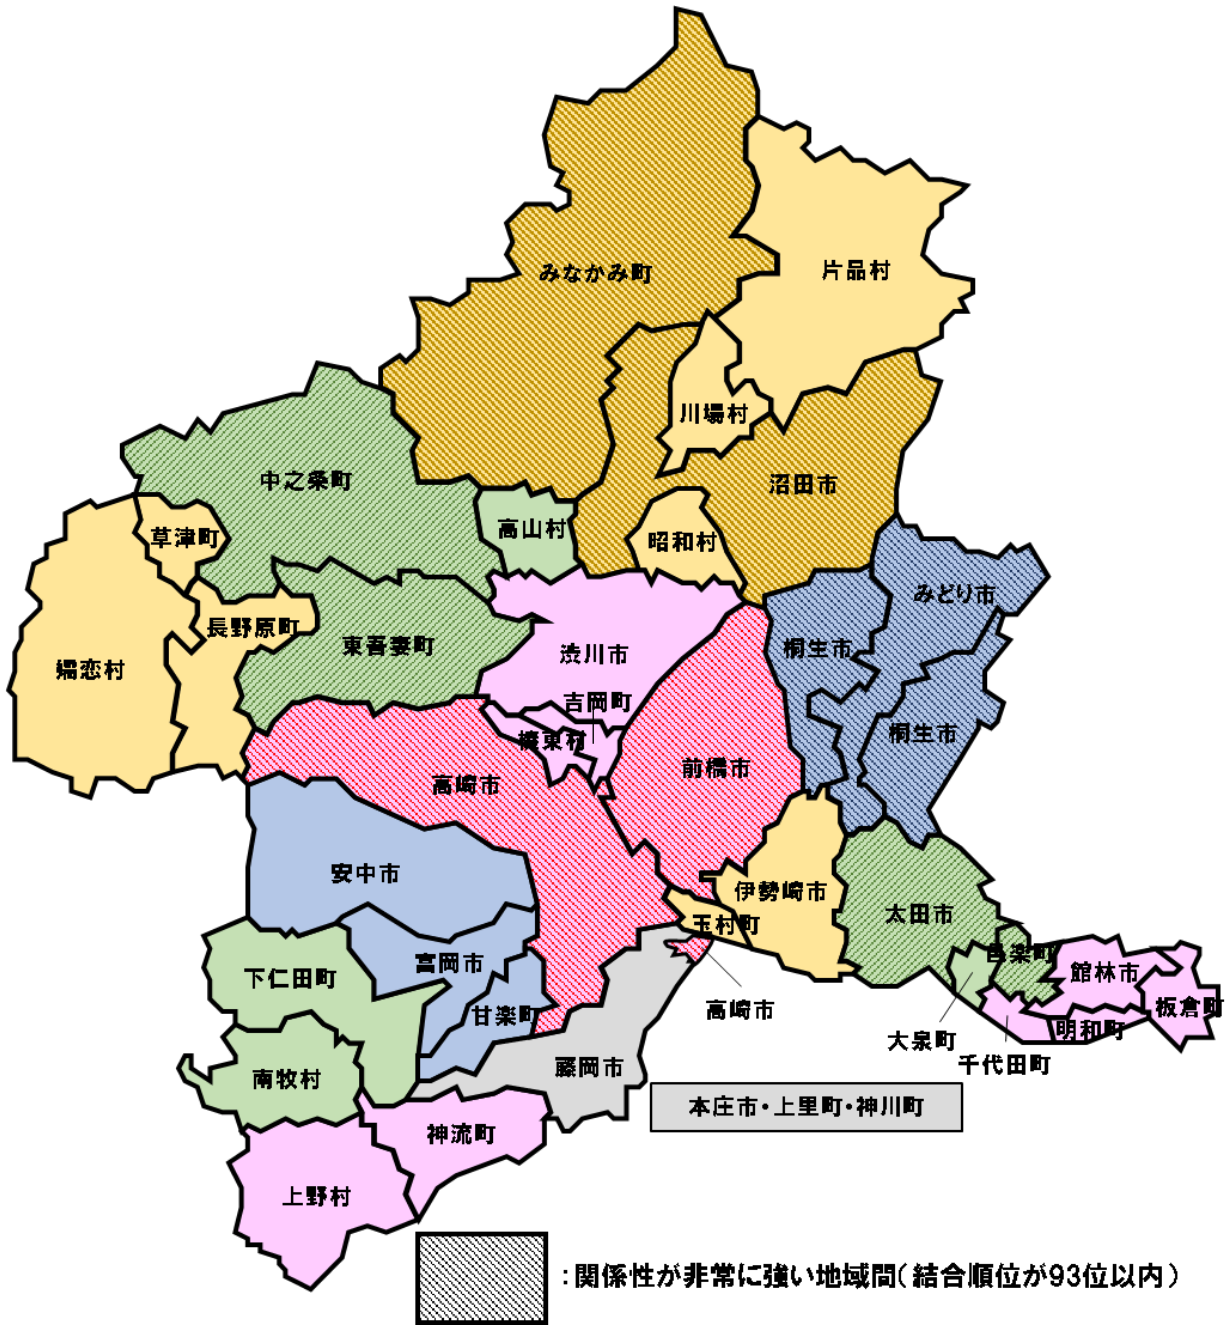 みなかみ町
片品村
川場村
中之条町
沼田市
草津町
高山村
昭和村
みどり市
長野原町
東吾妻町
渋川市
桐生市
嬬恋村
吉岡町
桐生市
榛東村
前橋市
高崎市
安中市
伊勢崎市
太田市
玉村町
邑楽町
下仁田町
富岡市
館林市
高崎市
甘楽町
板倉町
明和町
大泉町
千代田町
藤岡市
南牧村
本庄市・上里町・神川町
神流町
上野村
:関係性が非常に強い地域間(結合順位が93位以内)